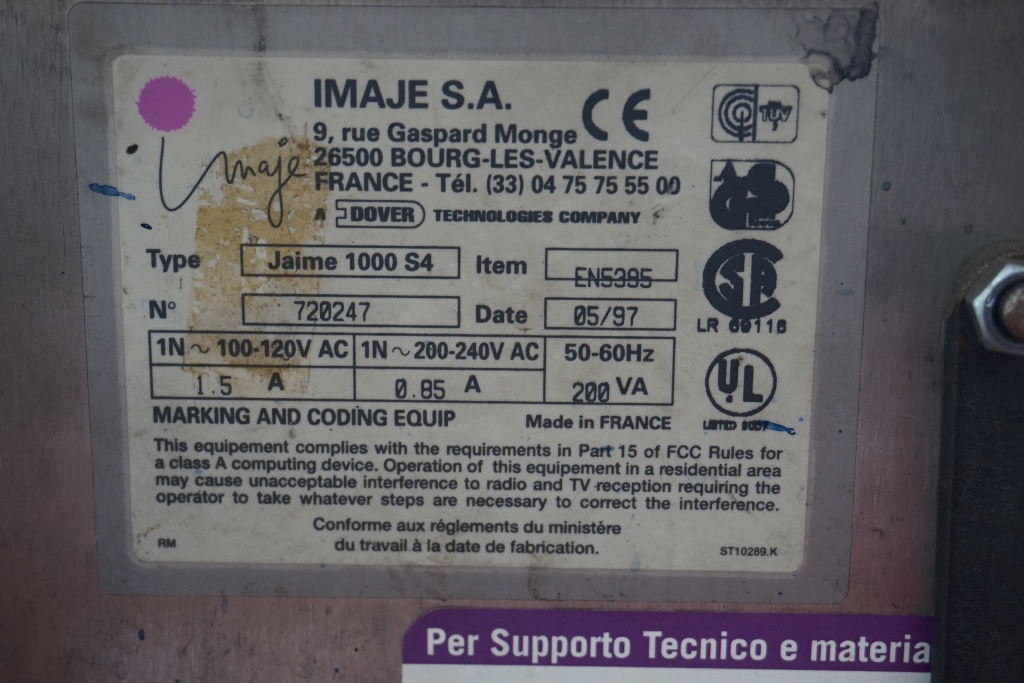 IMAJE S.A.
9, rue Gaspard Monge
26500 BOURG-LES-VALENCE
FRANCE - Tél. (33) 04 75 75 55 00
A DOVER TECHNOLOGIES COMPANY
Imaje
CE
TÜV
Type Jaime 1000 S4 Item EN5395
N° 720247 Date 05/97
LR 69116
1N ~ 100-120V AC 1N ~ 200-240V AC 50-60Hz
1.5 A 0.85 A 200 VA
UL
MARKING AND CODING EQUIP Made in FRANCE
This equipement complies with the requirements in Part 15 of FCC Rules for
a class A computing device. Operation of this equipement in a residential area
may cause unacceptable interference to radio and TV reception requiring the
operator to take whatever steps are necessary to correct the interference.
Conforme aux réglements du ministère
du travail à la date de fabrication.
RM ST10289.K
Per Supporto Tecnico e materia